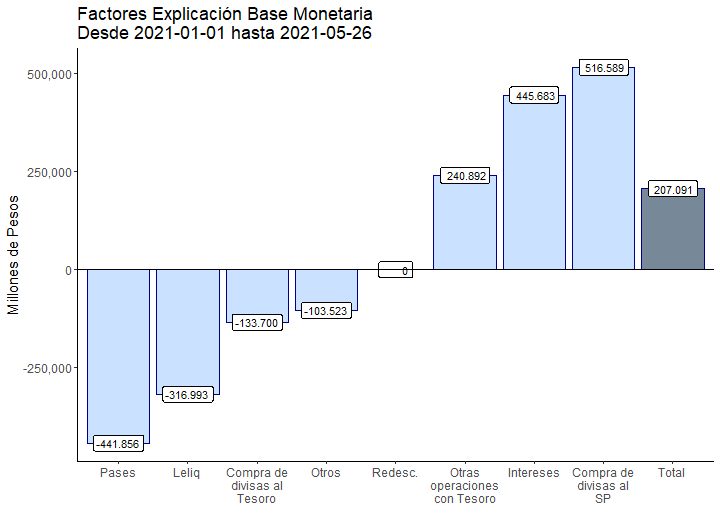 Factores Explicación Base Monetaria
Desde 2021-01-01 hasta 2021-05-26
Millones de Pesos
500,000
250,000
0
-250,000
-441.856
-316.993
-133.700
-103.523
0
240.892
445.683
516.589
207.091
Pases
Leliq
Compra de
divisas al
Tesoro
Otros
Redesc.
Otras
operaciones
con Tesoro
Intereses
Compra de
divisas al
SP
Total